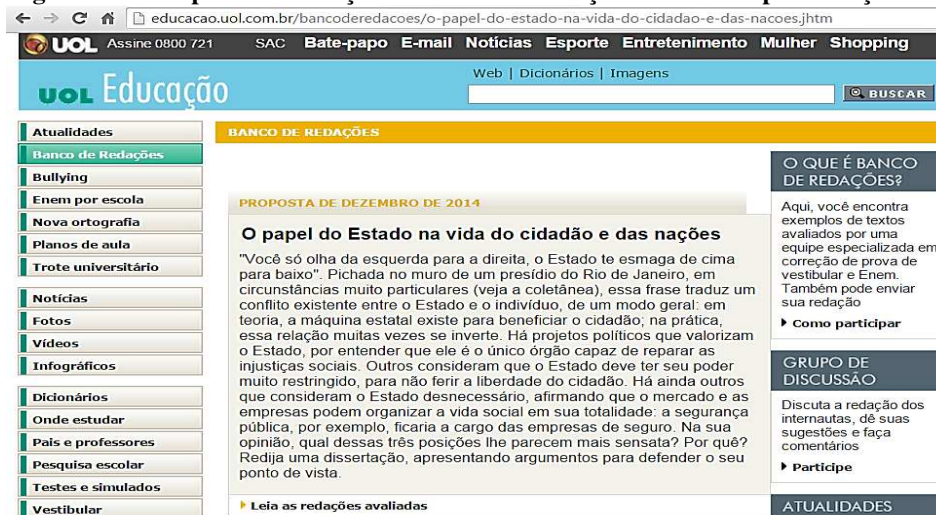 educacao.uol.com.br/bancoderedacoes/o-papel-do-estado-na-vida-do-cidadao-e-das-nacoes.jhtm
UOL Assine 0800 721 SAC Bate-papo E-mail Notícias Esporte Entretenimento Mulher Shopping
UOL Educação
Web | Dicionários | Imagens
BUSCAR
Atualidades
Banco de Redações
Bullying
Enem por escola
Nova ortografia
Planos de aula
Trote universitário
Notícias
Fotos
Vídeos
Infográficos
Dicionários
Onde estudar
Pais e professores
Pesquisa escolar
Testes e simulados
Vestibular
BANCO DE REDAÇÕES
PROPOSTA DE DEZEMBRO DE 2014
O papel do Estado na vida do cidadão e das nações
"Você só olha da esquerda para a direita, o Estado te esmaga de cima
para baixo". Pichada no muro de um presídio do Rio de Janeiro, em
circunstâncias muito particulares (veja a coletânea), essa frase traduz um
conflito existente entre o Estado e o indivíduo, de um modo geral: em
teoria, a máquina estatal existe para beneficiar o cidadão; na prática,
essa relação muitas vezes se inverte. Há projetos políticos que valorizam
o Estado, por entender que ele é o único órgão capaz de reparar as
injustiças sociais. Outros consideram que o Estado deve ter seu poder
muito restringido, para não ferir a liberdade do cidadão. Há ainda outros
que consideram o Estado desnecessário, afirmando que o mercado e as
empresas podem organizar a vida social em sua totalidade: a segurança
pública, por exemplo, ficaria a cargo das empresas de seguro. Na sua
opinião, qual dessas três posições lhe parecem mais sensata? Por quê?
Redija uma dissertação, apresentando argumentos para defender o seu
ponto de vista.
Leia as redações avaliadas
O QUE É BANCO
DE REDAÇÕES?
Aqui, você encontra
exemplos de textos
avaliados por uma
equipe especializada em
correção de prova de
vestibular e Enem.
Também pode enviar
sua redação
Como participar
GRUPO DE
DISCUSSÃO
Discuta a redação dos
internautas, dê suas
sugestões e faça
comentários
Participe
ATUALIDADES